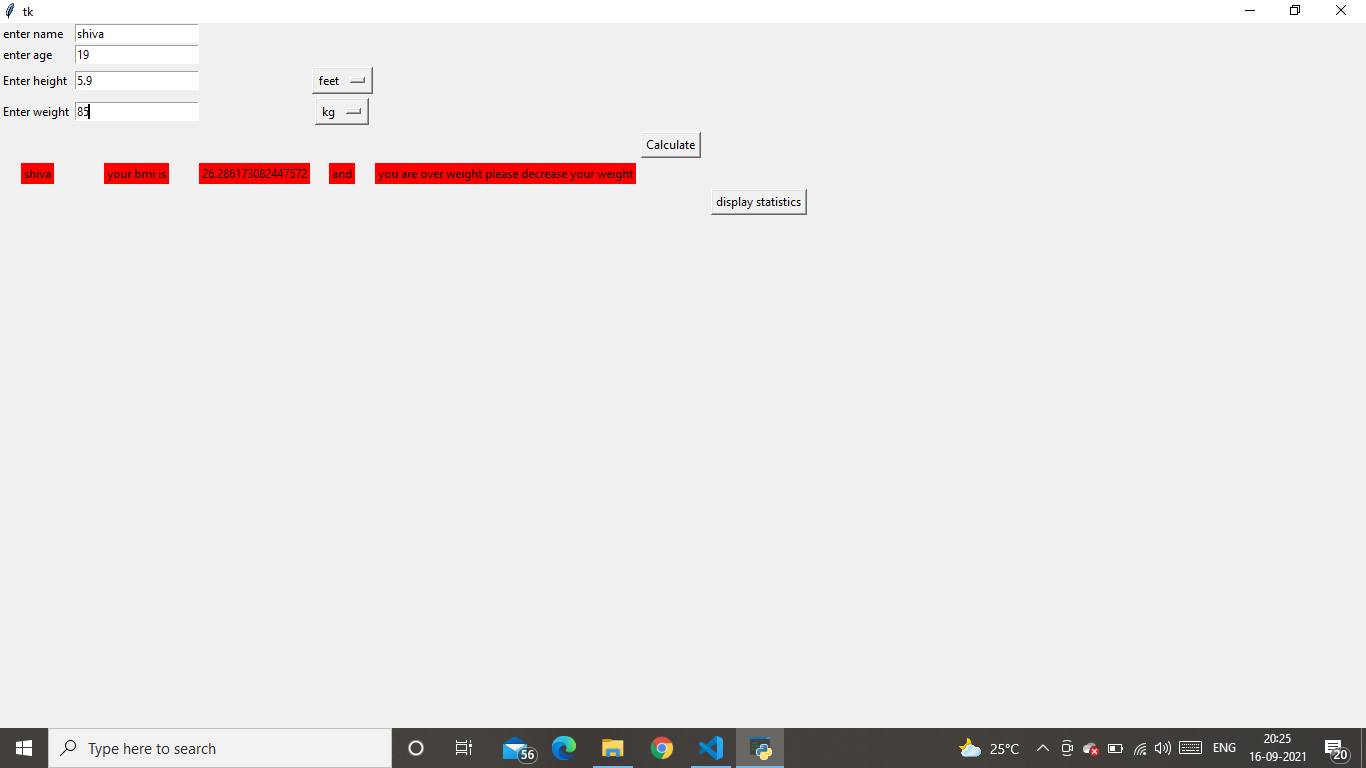 tk
enter name shiva
enter age 19
Enter height 5.9 feet
Enter weight 85 kg
Calculate
shiva your bmi is 26.286173082447572 and you are over weight please decrease your weight
display statistics
Type here to search 56 25°C ENG 20:25
16-09-2021 20